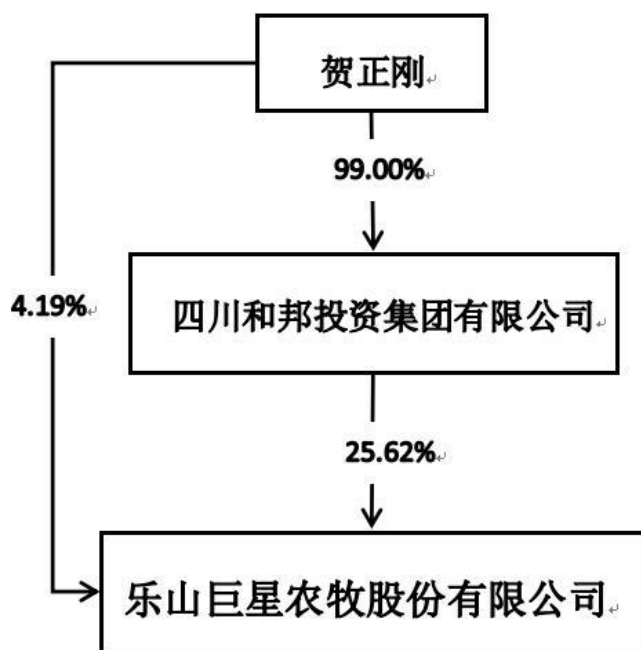 贺正刚
99.00%
4.19%
四川和邦投资集团有限公司
25.62%
乐山巨星农牧股份有限公司